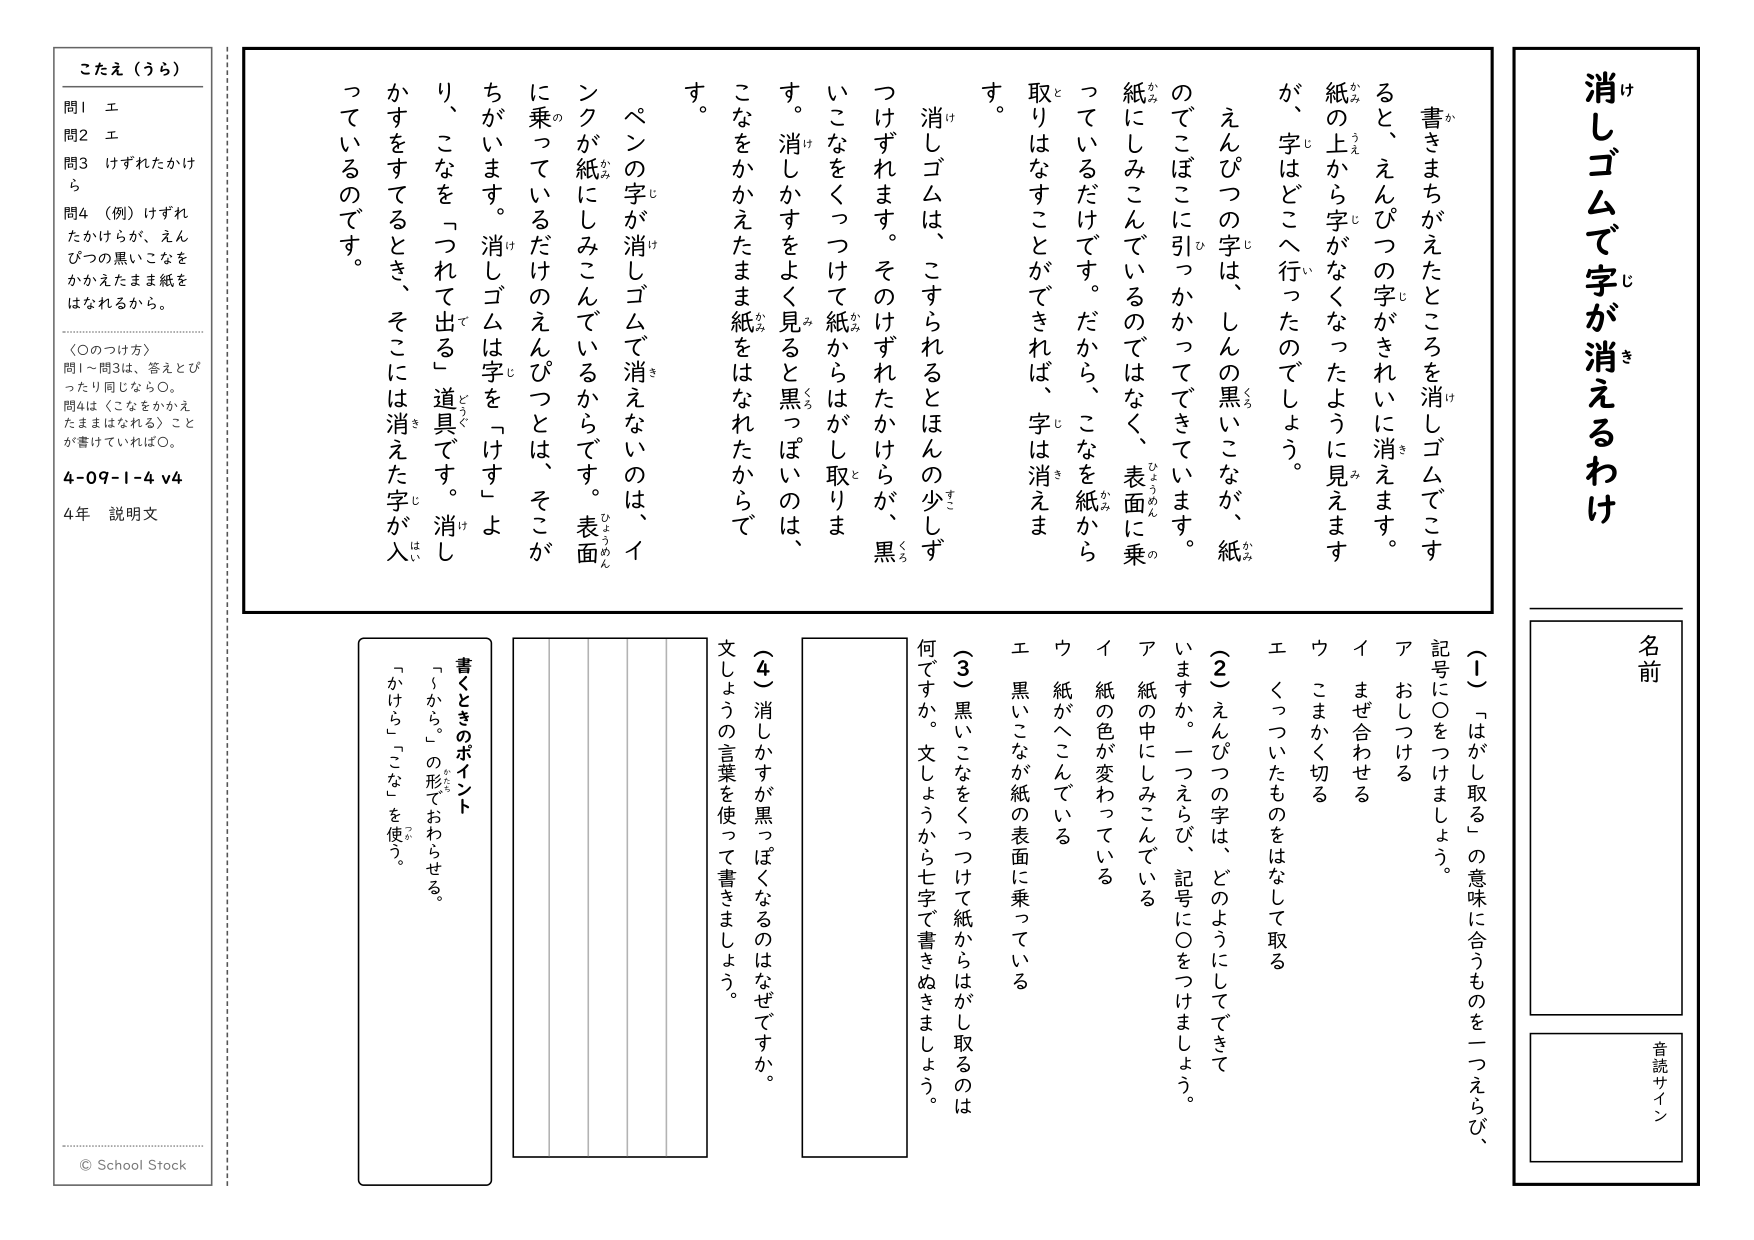 消しゴムで字が消えるわけ
名前
音読サイン
書きまちがえたところを消しゴムでこす
ると、えんぴつの字がきれいに消えます。
紙の上から字がなくなったように見えます
が、字はどこへ行ったのでしょう。
えんぴつの字は、しんの黒いこなが、紙
のでこぼこに引っかかってできています。
紙にしみこんでいるのではなく、表面に乗
っているだけです。だから、こなを紙から
取りはなすことができれば、字は消えま
す。
消しゴムは、こすられるとほんの少しず
つけずれます。そのけずれたかけらが、黒
いこなをくっつけて紙からはがし取りま
す。消しかすをよく見ると黒っぽいのは、
こなをかかえたまま紙をはなれたからで
す。
ペンの字が消しゴムで消えないのは、イ
ンクが紙にしみこんでいるからです。表面
に乗っているだけのえんぴつとは、そこが
ちがいます。消しゴムは字を「けす」よ
り、こなを「つれて出る」道具です。消し
かすをすてるとき、そこには消えた字が入
っているのです。
(1)「はがし取る」の意味に合うものを一つえらび、
記号に〇をつけましょう。
ア おしつける
イ まぜ合わせる
ウ こまかく切る
エ くっついたものをはなして取る
(2)えんぴつの字は、どのようにしてできて
いますか。一つえらび、記号に〇をつけましょう。
ア 紙の中にしみこんでいる
イ 紙の色が変わっている
ウ 紙がへこんでいる
エ 黒いこなが紙の表面に乗っている
(3)黒いこなをくっつけて紙からはがし取るのは
何ですか。文しょうから七字で書きぬきましょう。
(4)消しかすが黒っぽくなるのはなぜですか。
文しょうの言葉を使って書きましょう。
書くときのポイント
「〜から。」の形でおわらせる。
「かけら」「こな」を使う。
こたえ(うら)
問1 エ
問2 エ
問3 けずれたかけ
ら
問4 (例)けずれ
たかけらが、えん
ぴつの黒いこなを
かかえたまま紙を
はなれるから。
〈〇のつけ方〉
問1〜問3は、答えとぴ
ったり同じなら〇。
問4は〈こなをかかえ
たままはなれる〉こと
が書けていれば〇。
4-09-1-4 v4
4年 説明文
© School Stock